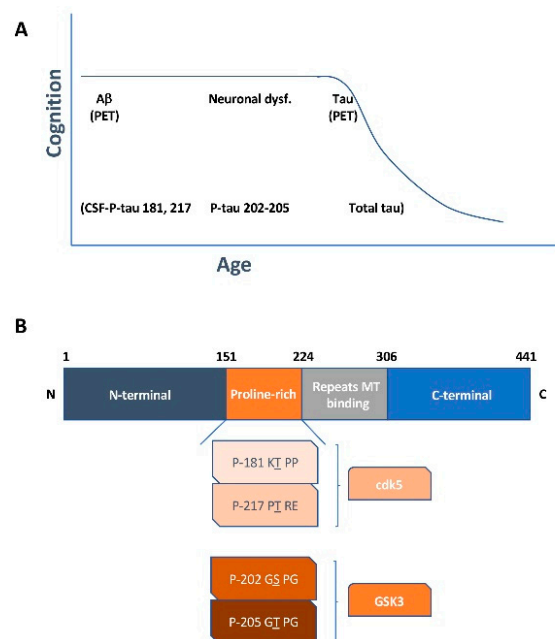 A
Cognition
Aβ
(PET)
Neuronal dysf.
Tau
(PET)
(CSF-P-tau 181, 217
P-tau 202-205
Total tau)
Age
B
1 151 224 306 441
N
N-terminal
Proline-rich
Repeats MT
binding
C-terminal
C
P-181 KT PP
P-217 PT RE
cdk5
P-202 GS PG
P-205 GT PG
GSK3